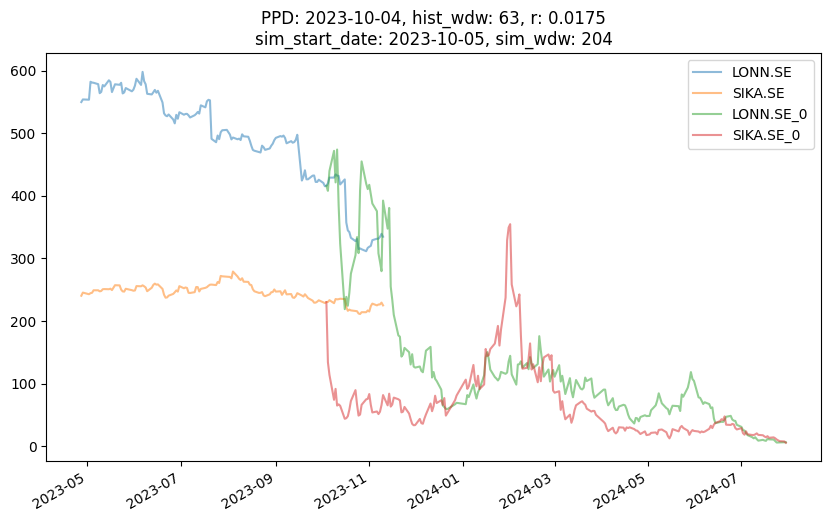 PPD: 2023-10-04, hist_wdw: 63, r: 0.0175
sim_start_date: 2023-10-05, sim_wdw: 204
LONN.SE
SIKA.SE
LONN.SE_0
SIKA.SE_0
600
500
400
300
200
100
0
2023-05
2023-07
2023-09
2023-11
2024-01
2024-03
2024-05
2024-07